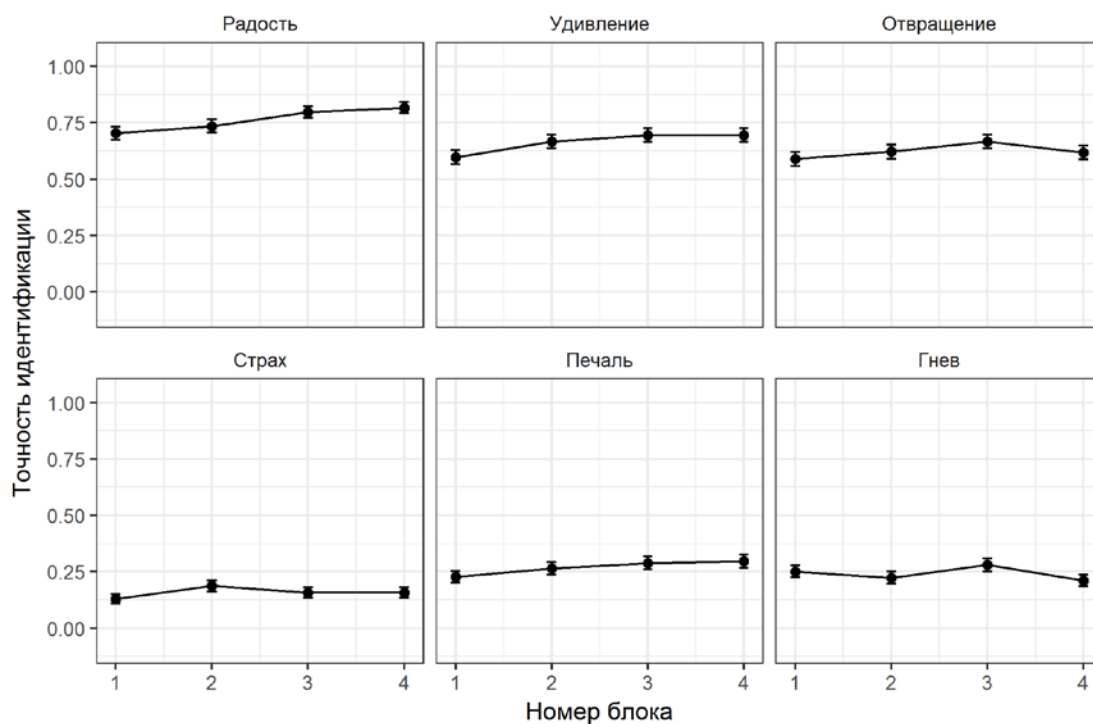 Радость
Удивление
Отвращение
1.00
0.75
0.50
0.25
0.00
Страх
Печаль
Гнев
1.00
0.75
0.50
0.25
0.00
1 2 3 4
1 2 3 4
1 2 3 4
Номер блока
Точность идентификации